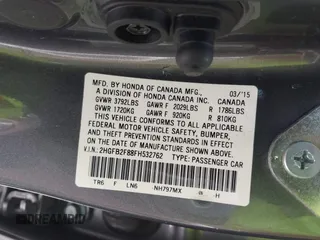 MFD. BY HONDA OF CANADA MFG.,
A DIVISION OF HONDA CANADA INC. CANADA 03/'15
GVWR 3792LBS GAWR F 2029LBS R 1786LBS
GVWR 1720KG GAWR F 920KG R 810KG
THIS VEHICLE CONFORMS TO ALL APPLICABLE
FEDERAL MOTOR VEHICLE SAFETY, BUMPER,
AND THEFT PREVENTION STANDARDS IN EFFECT
ON THE DATE OF MANUFACTURE SHOWN ABOVE.
V.I.N.: 2HGFB2F88FH532762 TYPE: PASSENGER CAR
TR6 F LN6 NH797MX H
DREAMBID